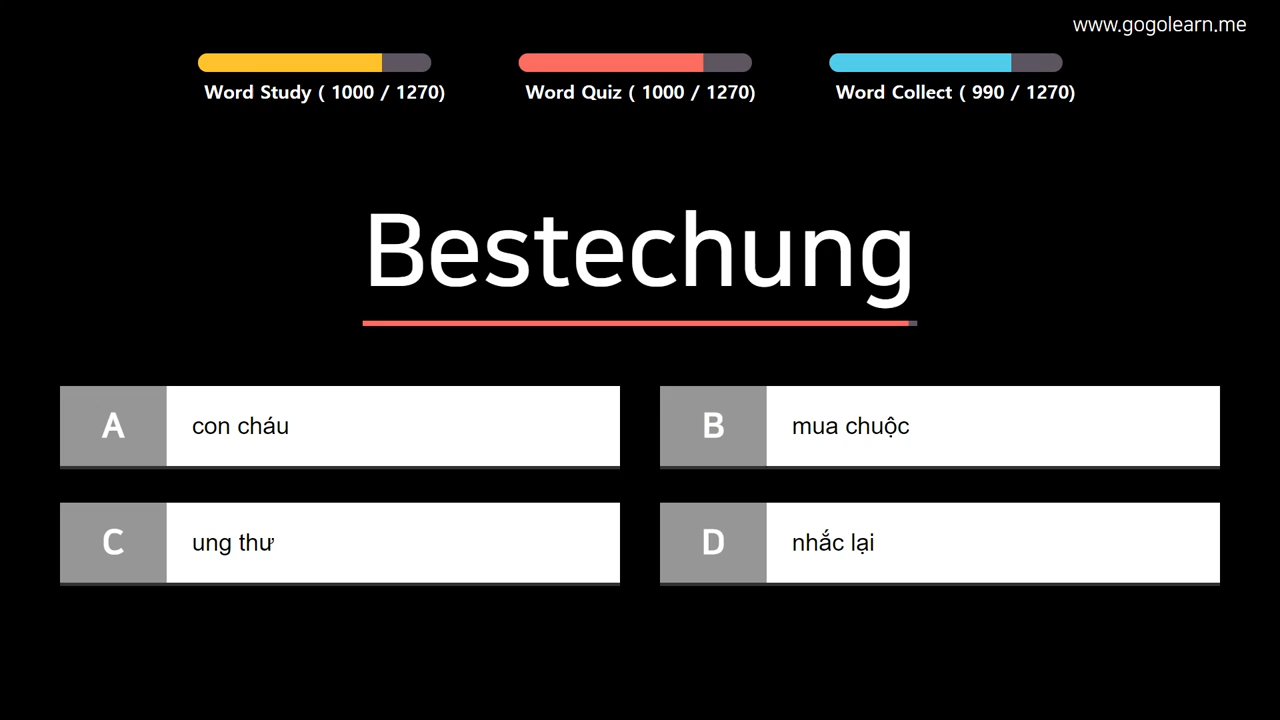 www.gogolearn.me
Word Study ( 1000 / 1270)
Word Quiz ( 1000 / 1270)
Word Collect ( 990 / 1270)
Bestechung
A con cháu
B mua chuộc
C ung thư
D nhắc lại